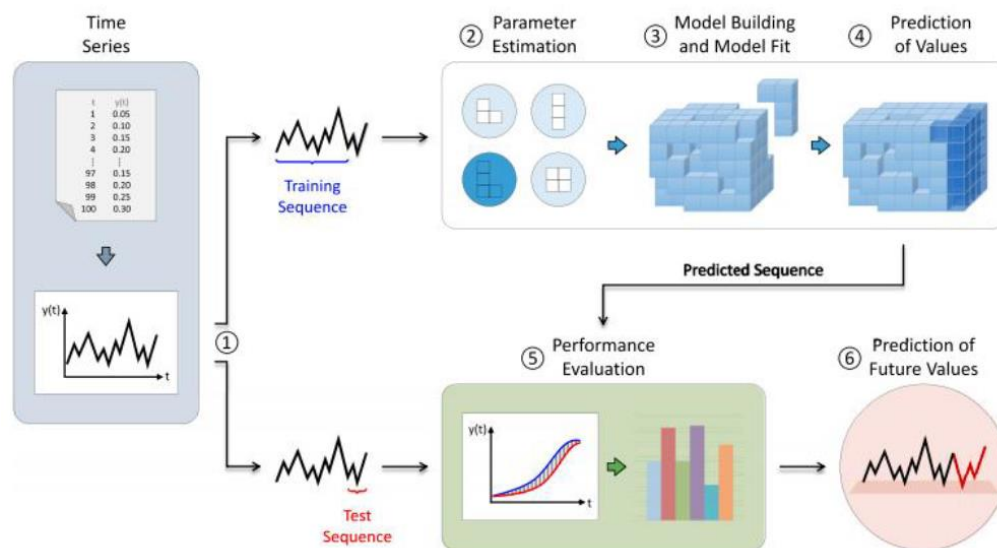 Time
Series
t y(t)
1 0.05
2 0.10
3 0.15
4 0.20
⋮ ⋮
97 0.15
98 0.20
99 0.25
100 0.30
y(t)
t
①
Training
Sequence
② Parameter
Estimation
③ Model Building
and Model Fit
④ Prediction
of Values
Predicted Sequence
Test
Sequence
⑤ Performance
Evaluation
y(t)
t
⑥ Prediction of
Future Values